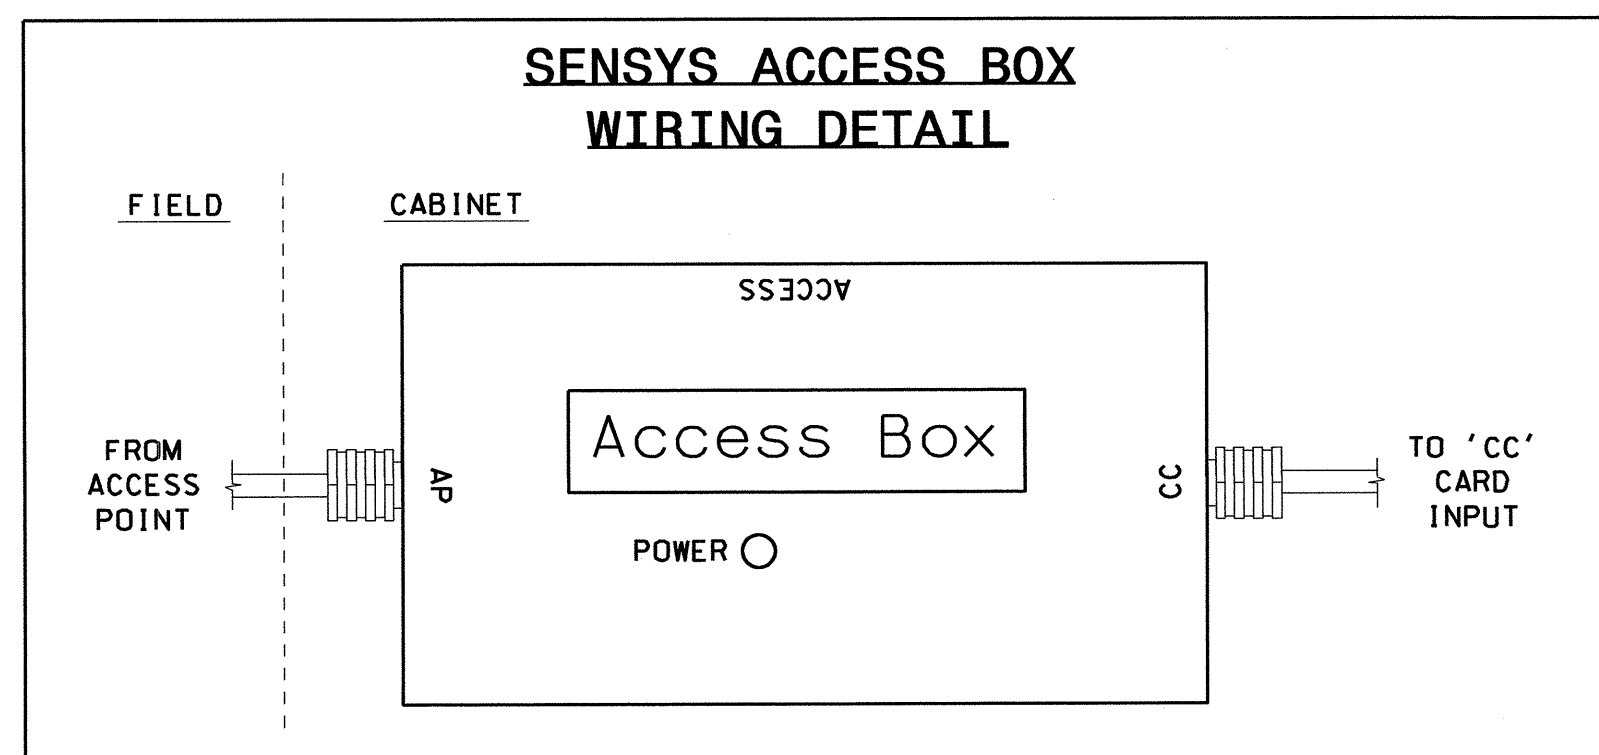 SENSYS ACCESS BOX
WIRING DETAIL
FIELD
CABINET
ACCESS
FROM
ACCESS
POINT
AP
Access Box
POWER
CC
TO 'CC'
CARD
INPUT